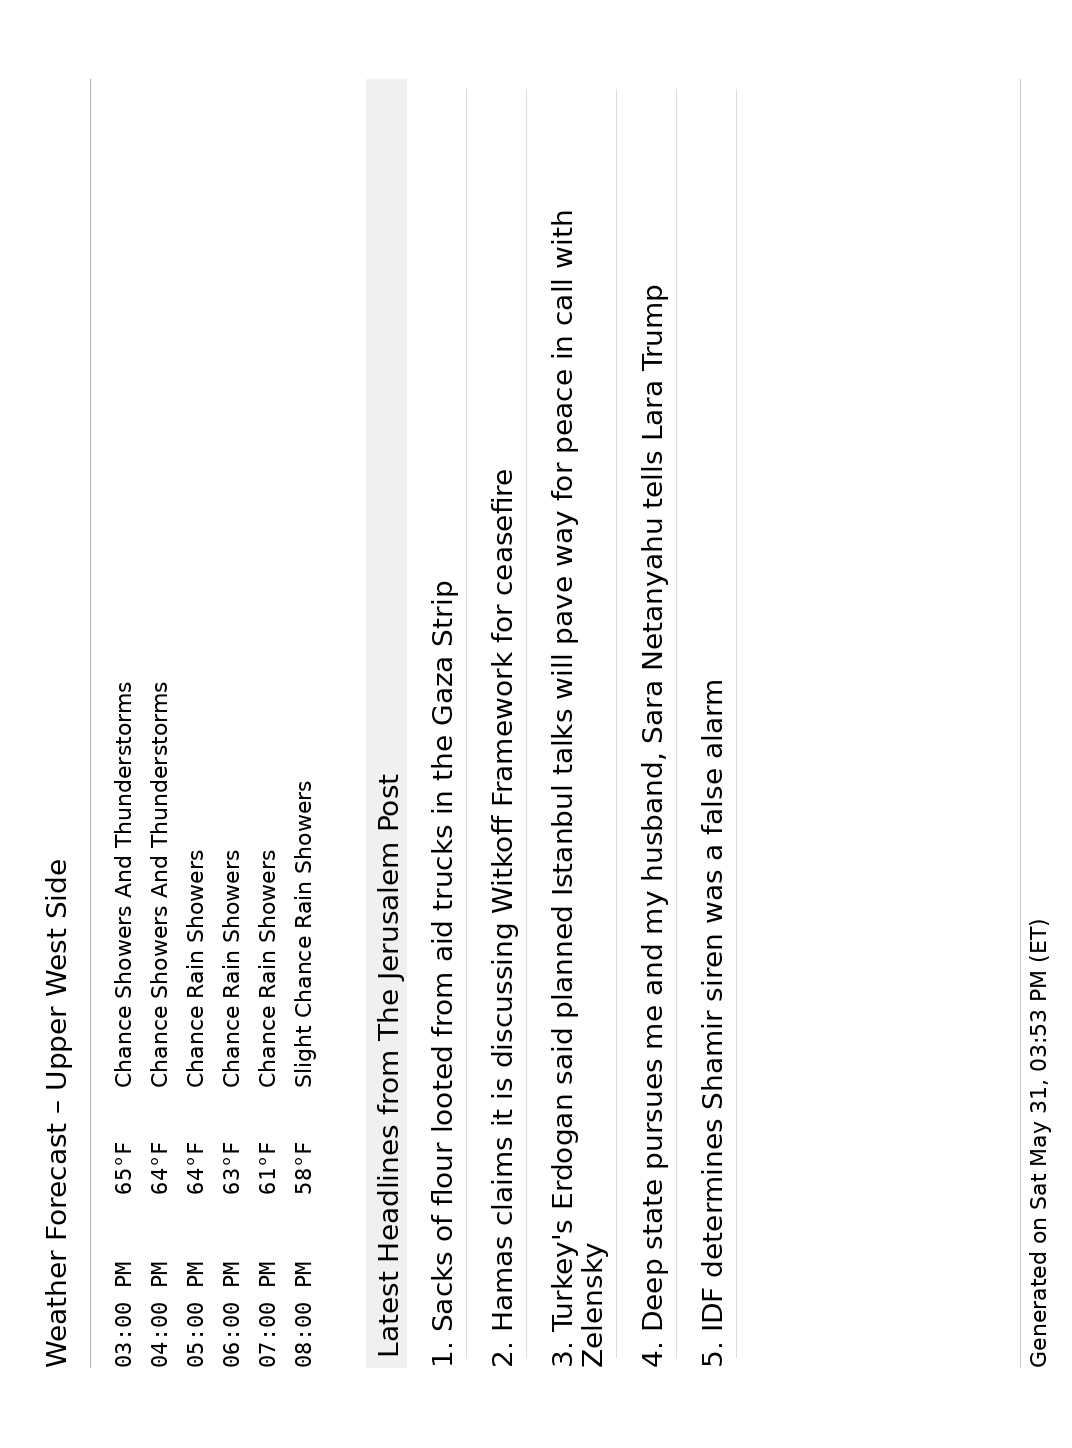 Weather Forecast – Upper West Side
03:00 PM 65°F Chance Showers And Thunderstorms
04:00 PM 64°F Chance Showers And Thunderstorms
05:00 PM 64°F Chance Rain Showers
06:00 PM 63°F Chance Rain Showers
07:00 PM 61°F Chance Rain Showers
08:00 PM 58°F Slight Chance Rain Showers
Latest Headlines from The Jerusalem Post
1. Sacks of flour looted from aid trucks in the Gaza Strip
2. Hamas claims it is discussing Witkoff Framework for ceasefire
3. Turkey's Erdogan said planned Istanbul talks will pave way for peace in call with
Zelensky
4. Deep state pursues me and my husband, Sara Netanyahu tells Lara Trump
5. IDF determines Shamir siren was a false alarm
Generated on Sat May 31, 03:53 PM (ET)